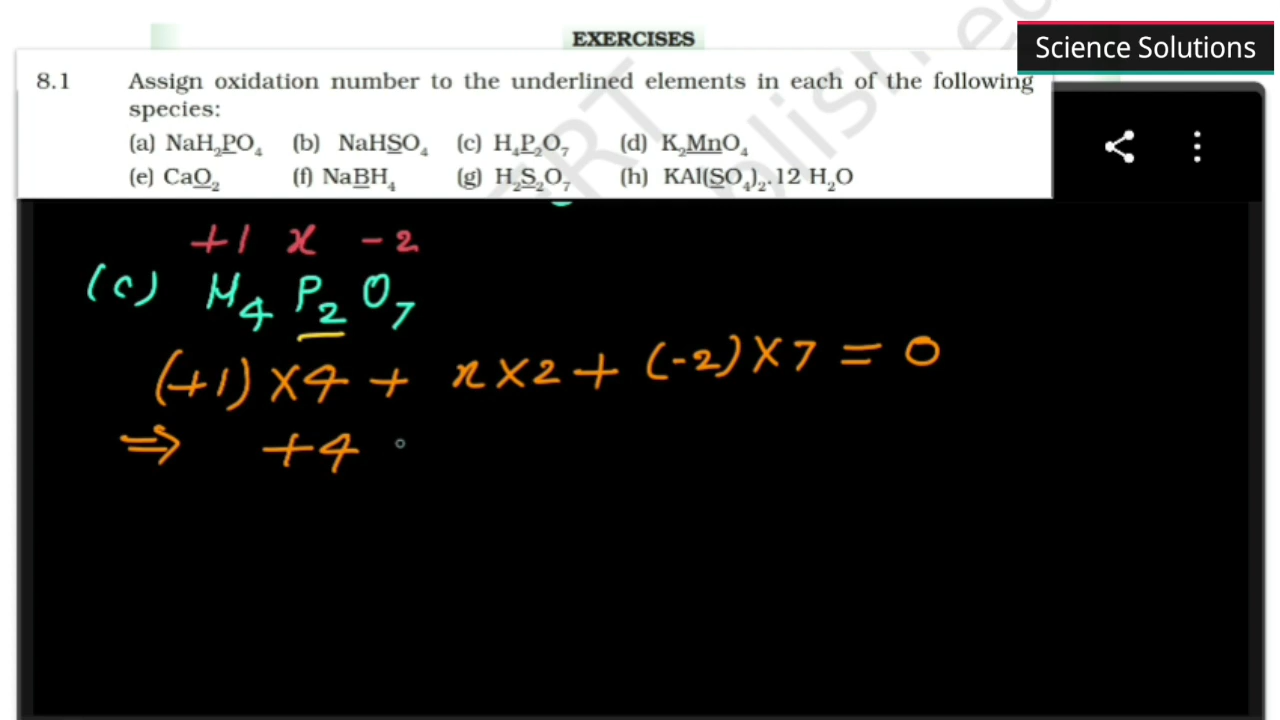 EXERCISES
Science Solutions
8.1 Assign oxidation number to the underlined elements in each of the following
species:
(a) NaH₂PO₄ (b) NaHSO₄ (c) H₄P₂O₇ (d) K₂MnO₄
(e) CaO₂ (f) NaBH₄ (g) H₂S₂O₇ (h) KAl(SO₄)₂.12 H₂O
+1 x -2
(c) H₄ P₂ O₇
(+1) × 4 + x × 2 + (-2) × 7 = 0
⇒ +4